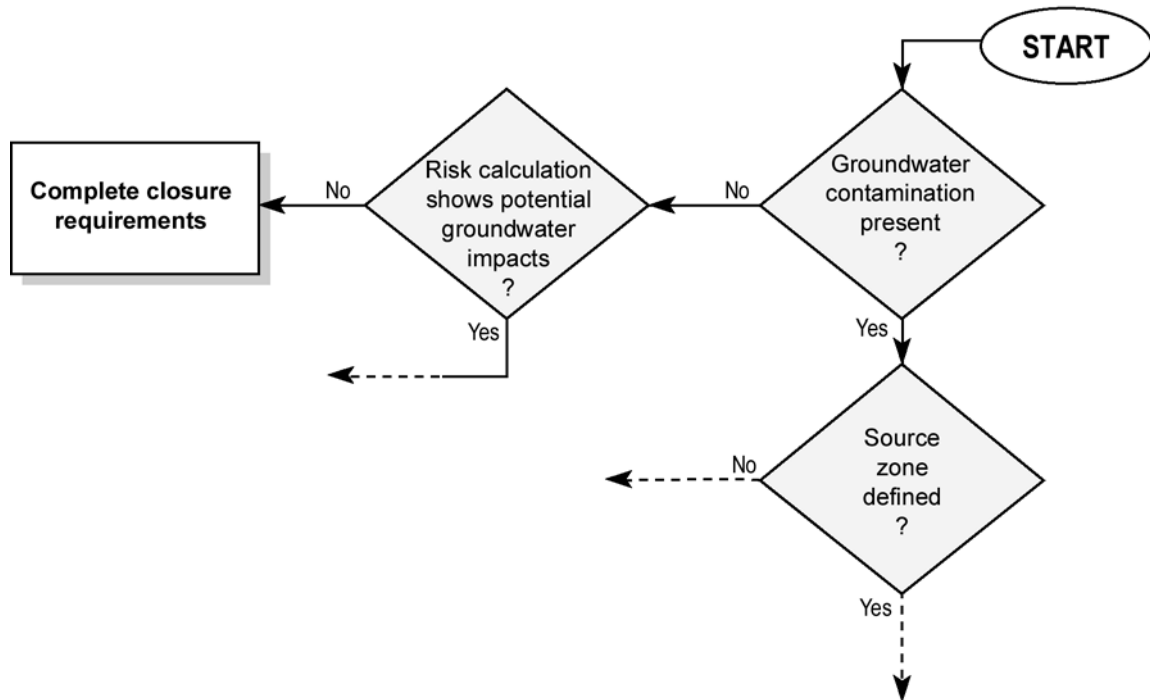 START
Groundwater
contamination
present
?
No
Risk calculation
shows potential
groundwater
impacts
?
No
Complete closure
requirements
Yes
Yes
Source
zone
defined
?
No
Yes